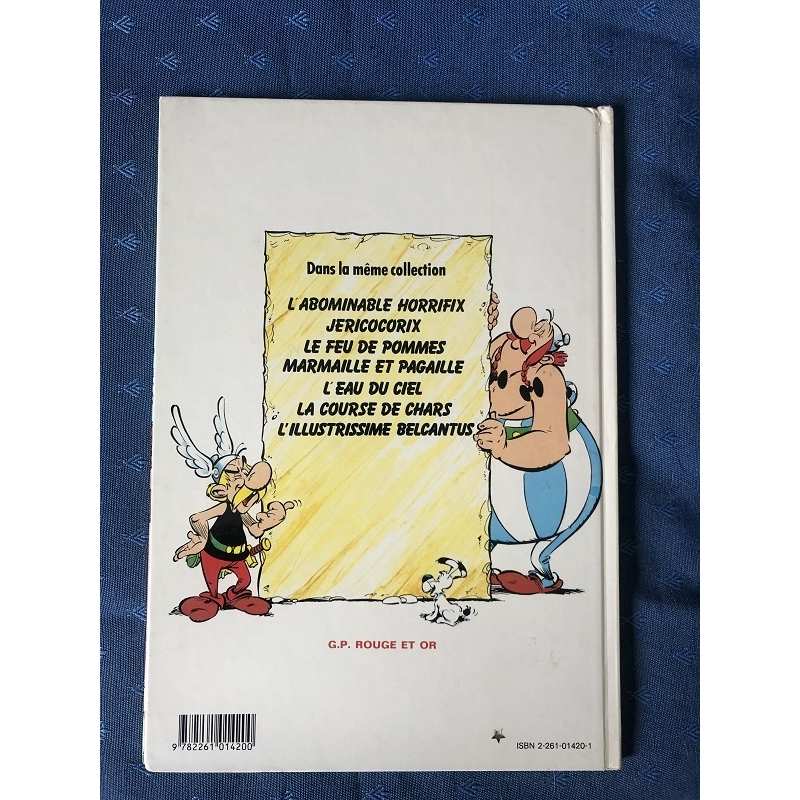 Dans la même collection
L'ABOMINABLE HORRIFIX
JERICOCORIX
LE FEU DE POMMES
MARMAILLE ET PAGAILLE
L'EAU DU CIEL
LA COURSE DE CHARS
L'ILLUSTRISSIME BELCANTUS
G.P. ROUGE ET OR
9 782261 014200
ISBN 2-261-01420-1